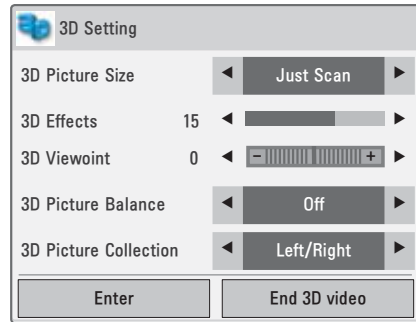 3D Setting
3D Picture Size ◄ Just Scan ►
3D Effects 15 ◄ ►
3D Viewoint 0 ◄ - + ►
3D Picture Balance ◄ Off ►
3D Picture Collection ◄ Left/Right ►
Enter End 3D video